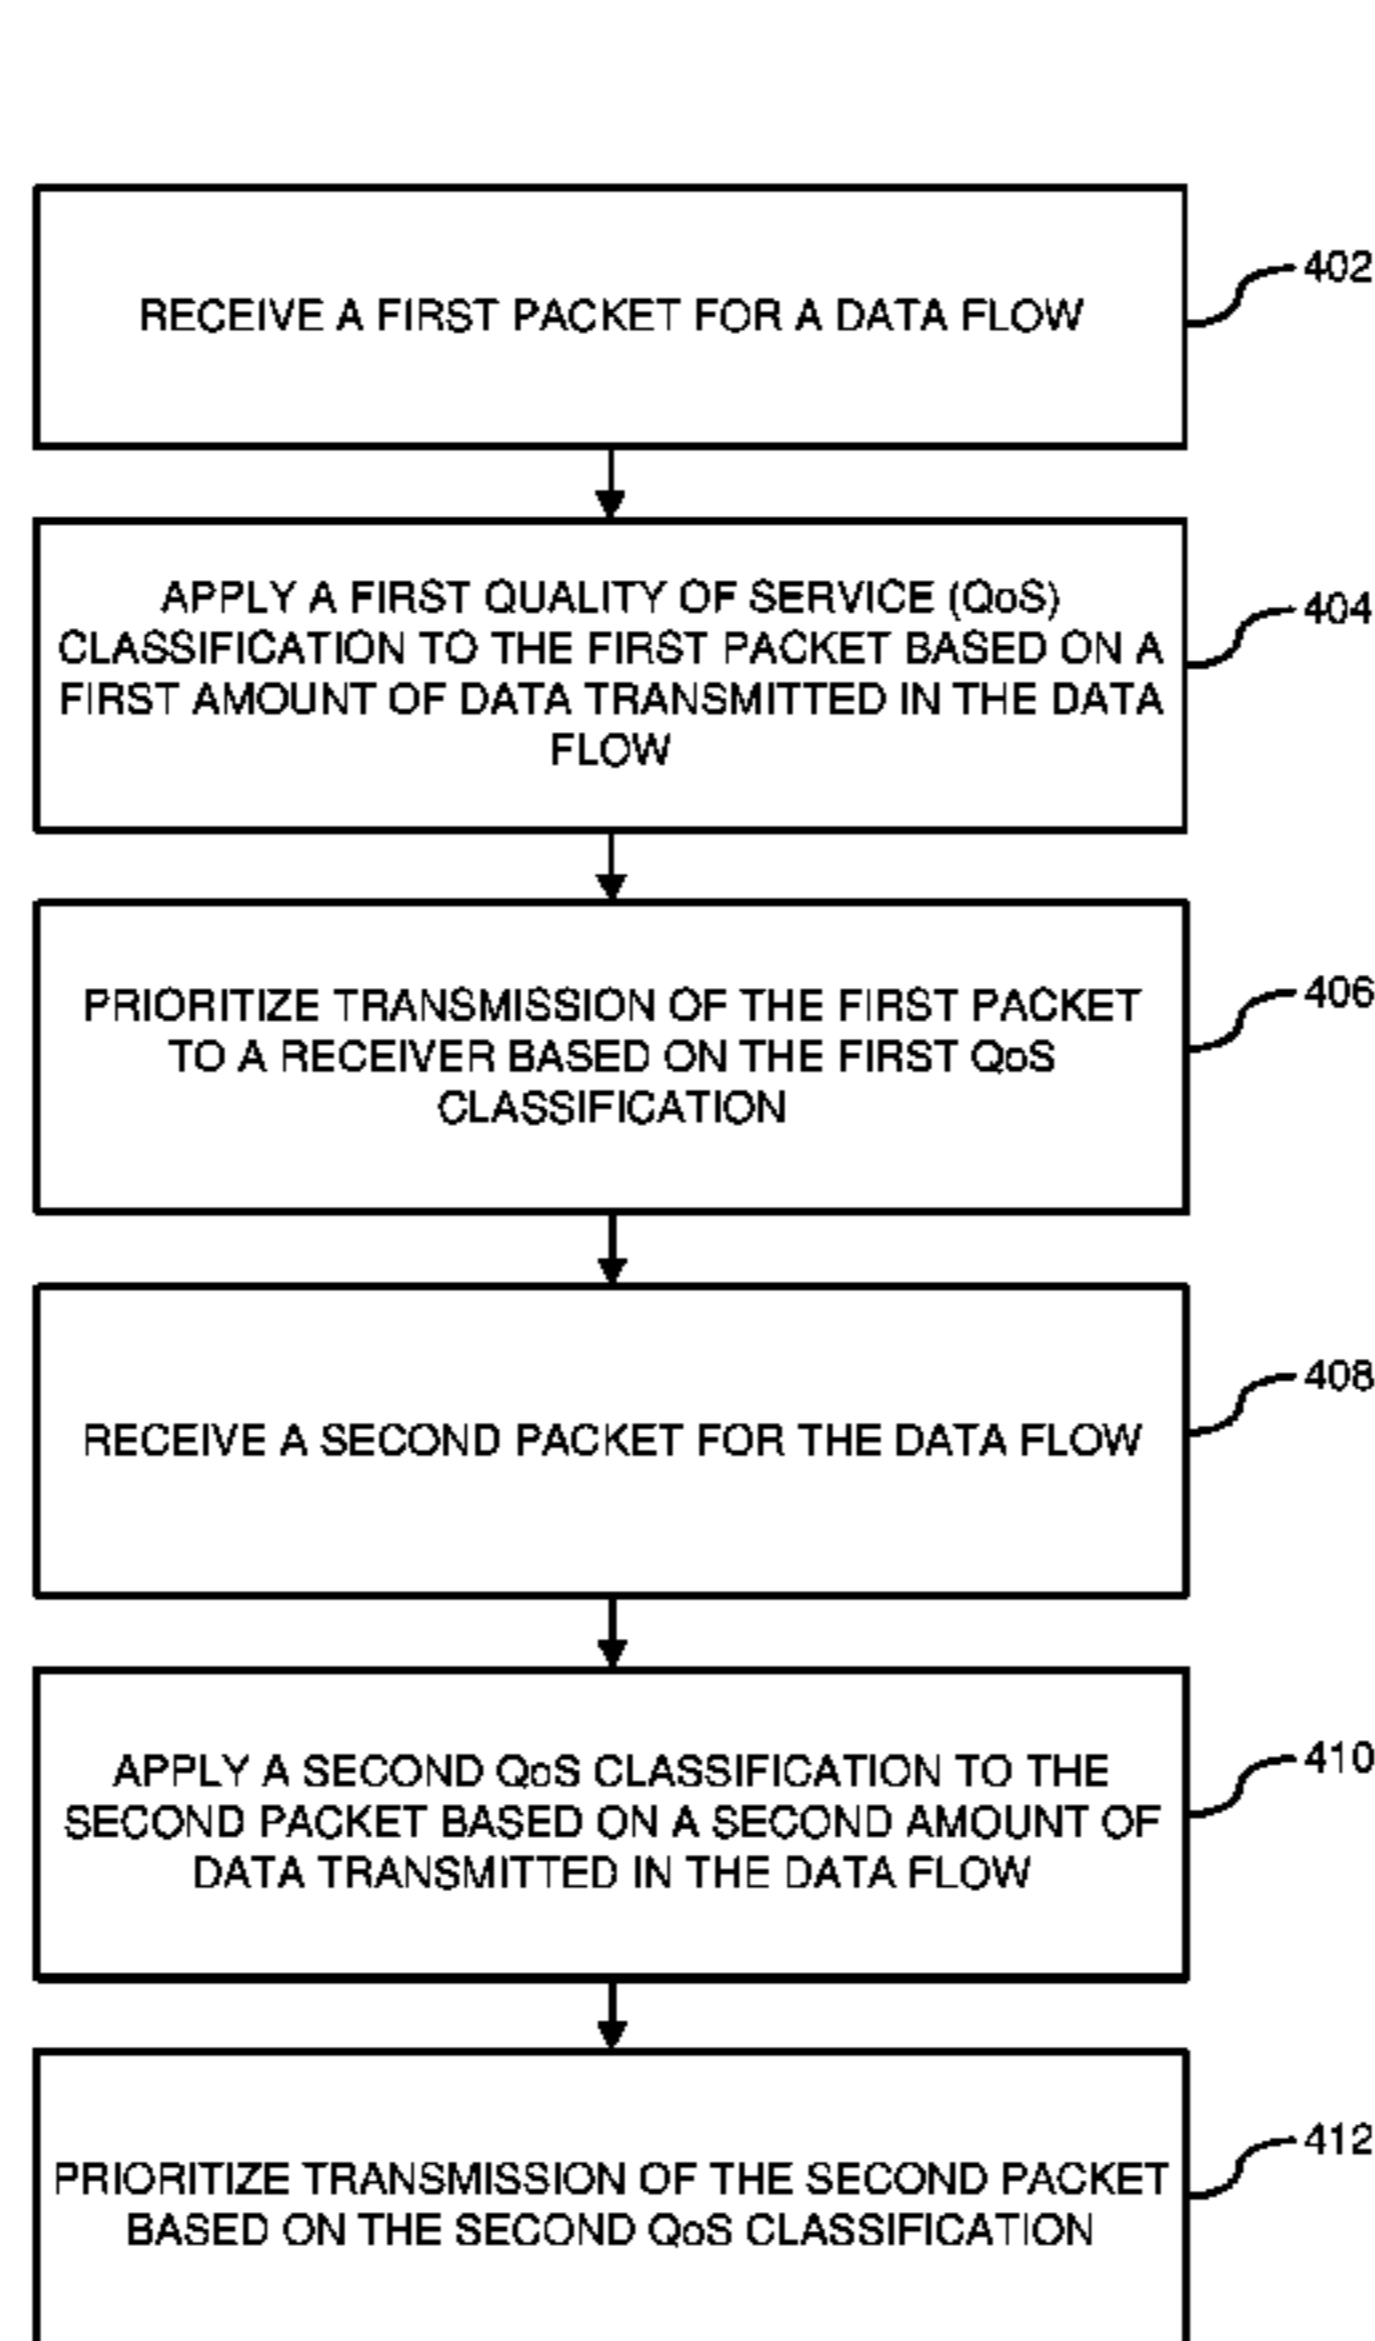 RECEIVE A FIRST PACKET FOR A DATA FLOW
402
APPLY A FIRST QUALITY OF SERVICE (QoS)
CLASSIFICATION TO THE FIRST PACKET BASED ON A
FIRST AMOUNT OF DATA TRANSMITTED IN THE DATA
FLOW
404
PRIORITIZE TRANSMISSION OF THE FIRST PACKET
TO A RECEIVER BASED ON THE FIRST QoS
CLASSIFICATION
406
RECEIVE A SECOND PACKET FOR THE DATA FLOW
408
APPLY A SECOND QoS CLASSIFICATION TO THE
SECOND PACKET BASED ON A SECOND AMOUNT OF
DATA TRANSMITTED IN THE DATA FLOW
410
PRIORITIZE TRANSMISSION OF THE SECOND PACKET
BASED ON THE SECOND QoS CLASSIFICATION
412